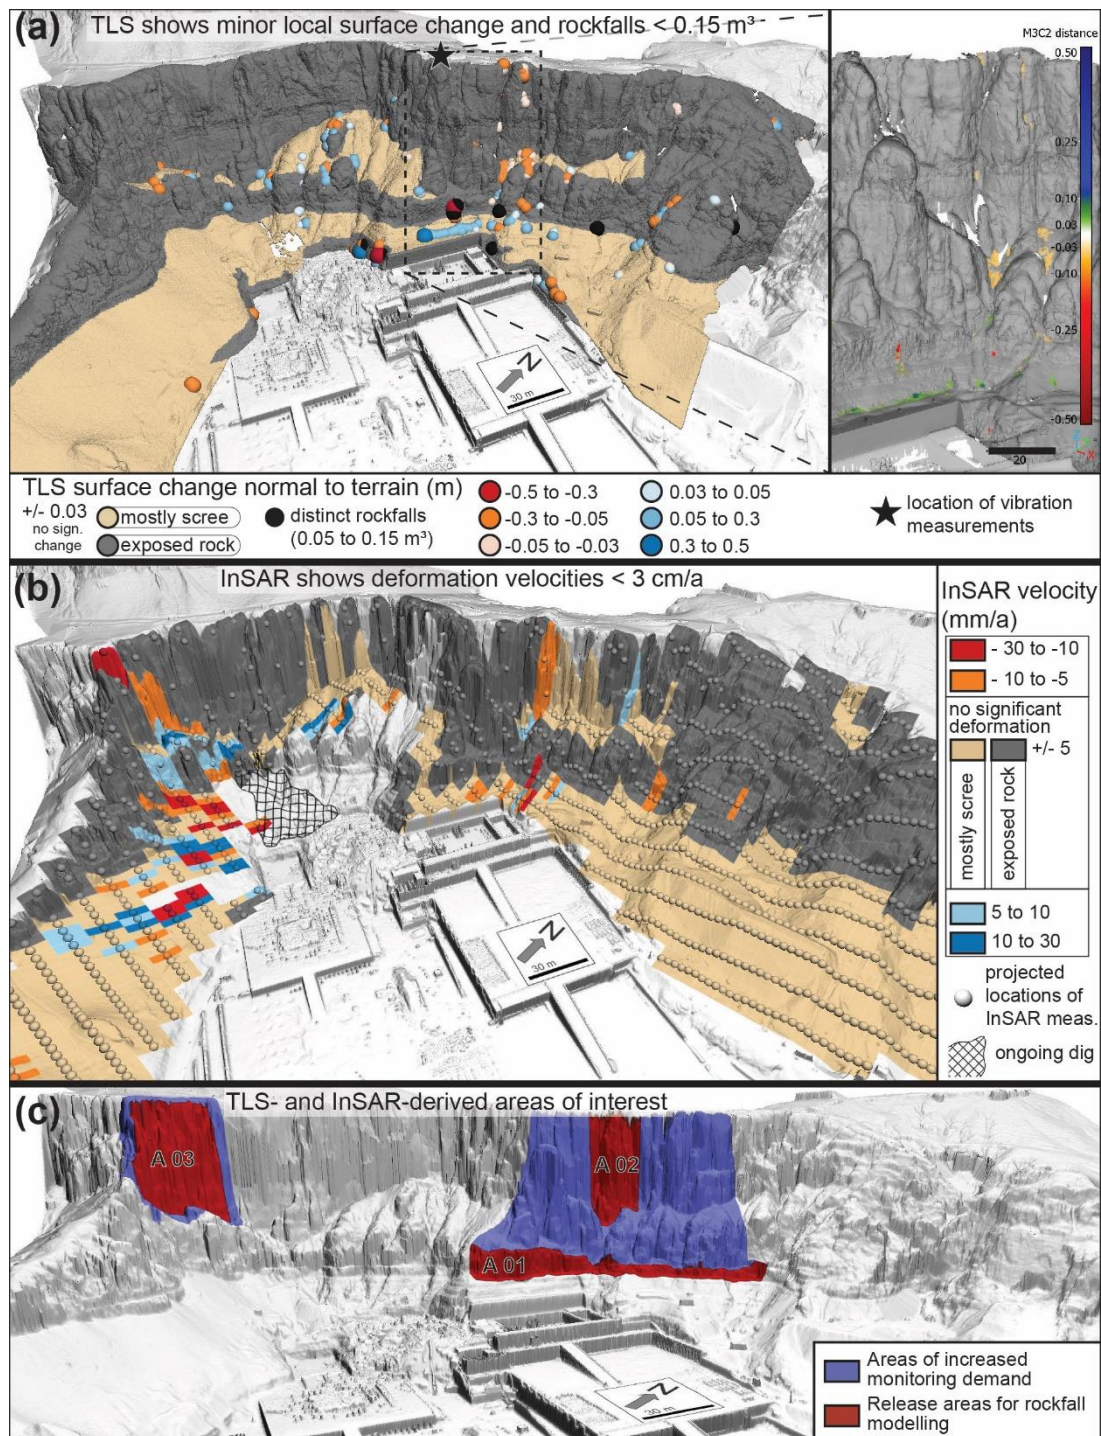 (a) TLS shows minor local surface change and rockfalls < 0.15 m³
M3C2 distance
0.50
0.25
0.10
0.03
-0.03
-0.10
-0.25
-0.50
20
X
N
30 m
TLS surface change normal to terrain (m)
+/- 0.03
no sign.
change
mostly scree
exposed rock
distinct rockfalls
(0.05 to 0.15 m³)
-0.5 to -0.3
-0.3 to -0.05
-0.05 to -0.03
0.03 to 0.05
0.05 to 0.3
0.3 to 0.5
location of vibration
measurements
(b) InSAR shows deformation velocities < 3 cm/a
N
30 m
InSAR velocity
(mm/a)
- 30 to -10
- 10 to -5
no significant
deformation
+/- 5
mostly scree
exposed rock
5 to 10
10 to 30
projected
locations of
InSAR meas.
ongoing dig
(c) TLS- and InSAR-derived areas of interest
A 03
A 02
A 01
N
30 m
Areas of increased
monitoring demand
Release areas for rockfall
modelling